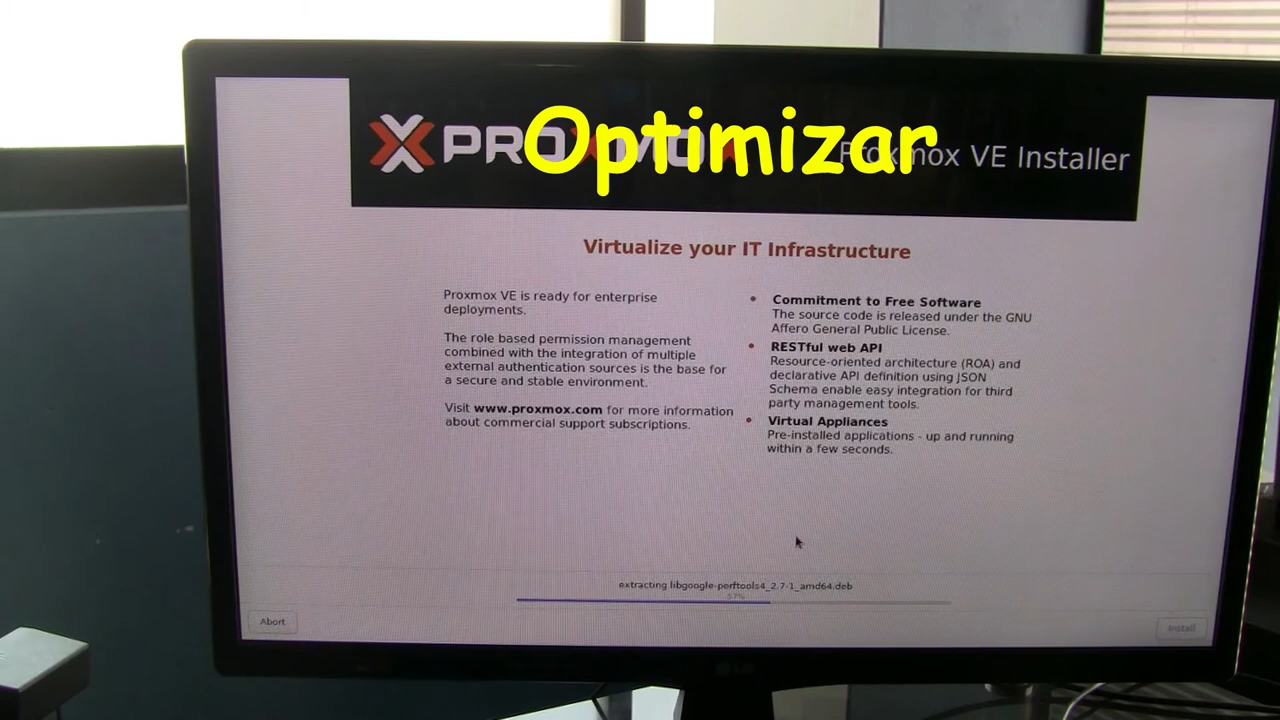 Optimizar
PROXMOX
Proxmox VE Installer
Virtualize your IT Infrastructure
Proxmox VE is ready for enterprise
deployments.
The role based permission management
combined with the integration of multiple
external authentication sources is the base for
a secure and stable environment.
Visit www.proxmox.com for more information
about commercial support subscriptions.
• Commitment to Free Software
The source code is released under the GNU
Affero General Public License.
• RESTful web API
Resource-oriented architecture (ROA) and
declarative API definition using JSON
Schema enable easy integration for third
party management tools.
• Virtual Appliances
Pre-installed applications - up and running
within a few seconds.
extracting libgoogle-perftools4_2.7-1_amd64.deb
57%
Abort
Install
LG